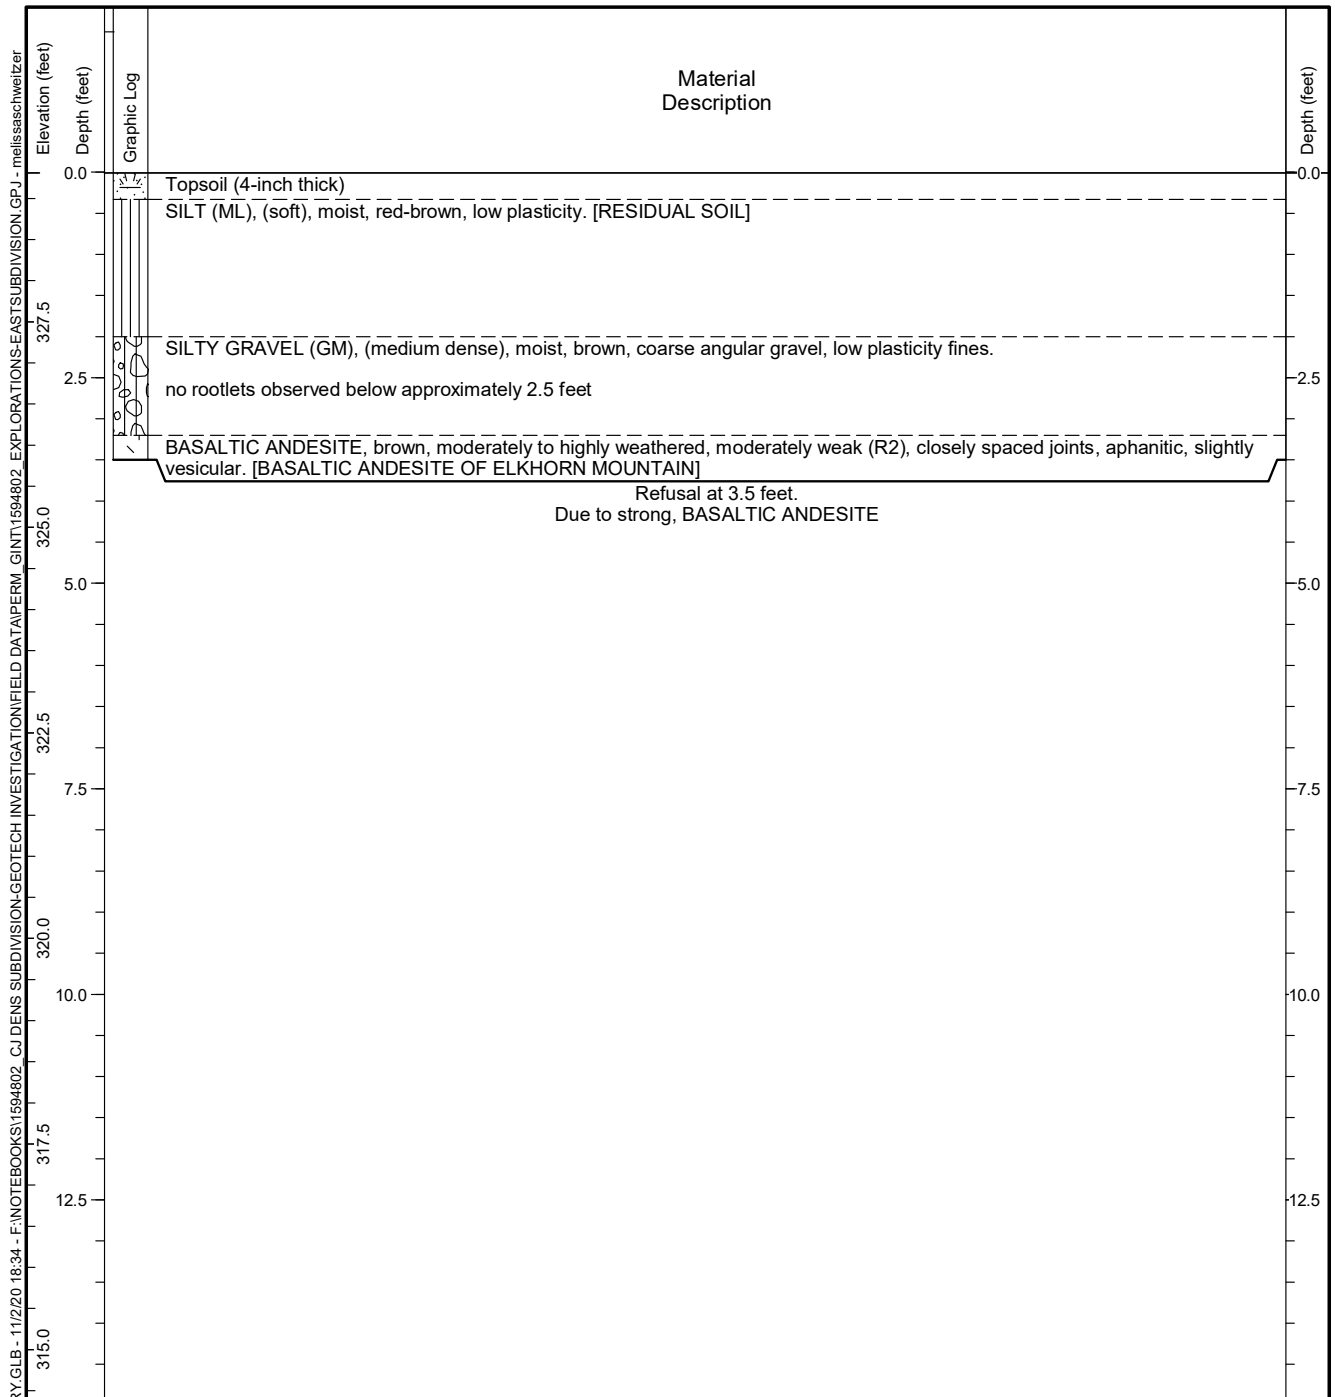 RY.GLB - 11/2/20 18:34 - F:\NOTEBOOKS\1594802_CJ DENS SUBDIVISION-GEOTECH INVESTIGATION\FIELD DATA\PERM_GINT\1594802_EXPLORATIONS-EASTSUBDIVISION.GPJ - melissaschweitzer
Elevation (feet)
Depth (feet)
Graphic Log
Material
Description
Depth (feet)
0.0
0.0
Topsoil (4-inch thick)
SILT (ML), (soft), moist, red-brown, low plasticity. [RESIDUAL SOIL]
327.5
SILTY GRAVEL (GM), (medium dense), moist, brown, coarse angular gravel, low plasticity fines.
2.5
2.5
no rootlets observed below approximately 2.5 feet
BASALTIC ANDESITE, brown, moderately to highly weathered, moderately weak (R2), closely spaced joints, aphanitic, slightly
vesicular. [BASALTIC ANDESITE OF ELKHORN MOUNTAIN]
Refusal at 3.5 feet.
Due to strong, BASALTIC ANDESITE
325.0
5.0
5.0
322.5
7.5
7.5
320.0
10.0
10.0
317.5
12.5
12.5
315.0